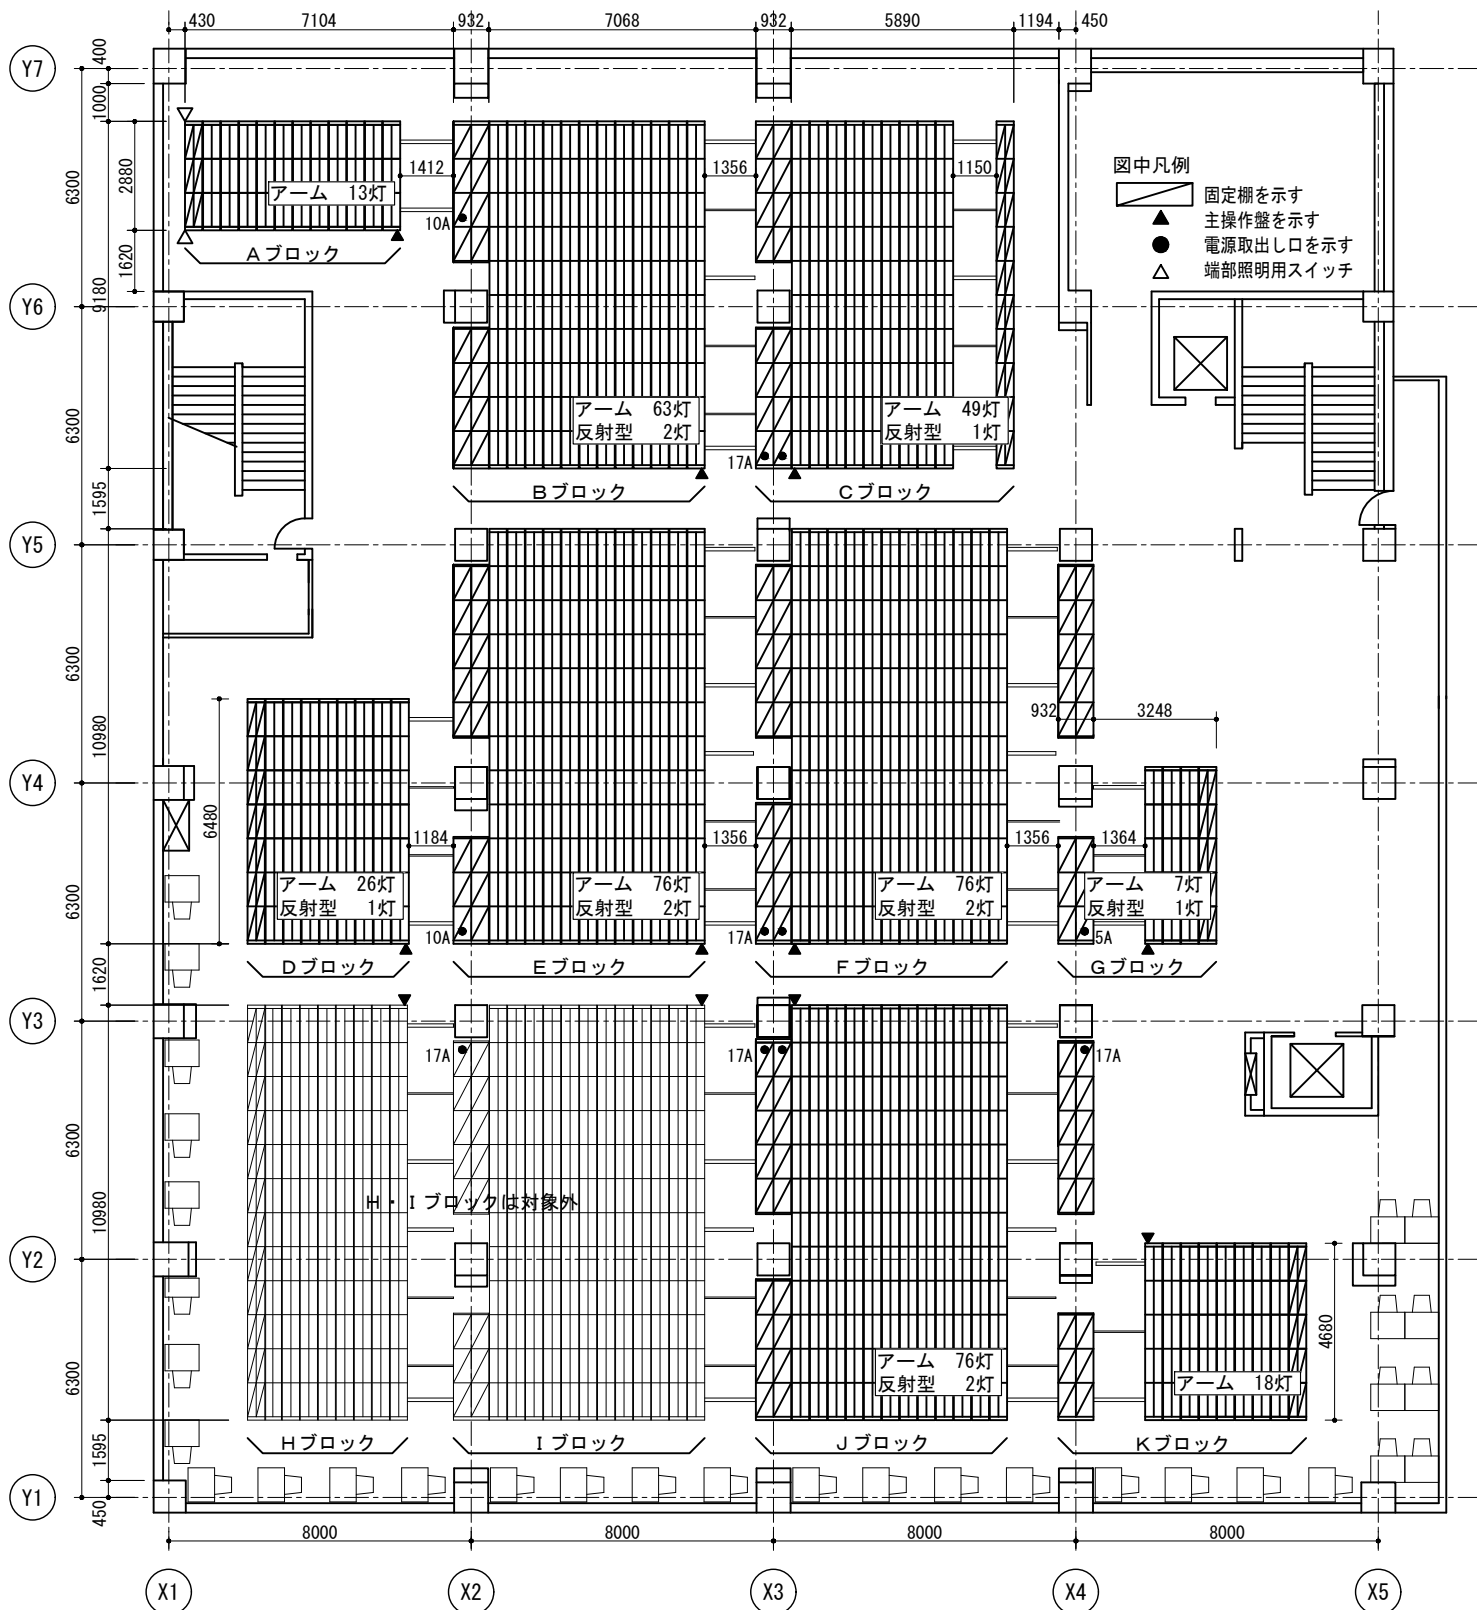 430 7104 932 7068 932 5890 1194 450
Y7
400
1000
6300
2880
1412
1356
1150
図中凡例
固定棚を示す
主操作盤を示す
電源取出し口を示す
端部照明用スイッチ
アーム 13灯
10A
Aブロック
1620
Y6
9180
6300
アーム 63灯
反射型 2灯
アーム 49灯
反射型 1灯
17A
Bブロック
Cブロック
1595
Y5
6300
10980
932 3248
Y4
6480
1184
1356
1356
1364
6300
アーム 26灯
反射型 1灯
アーム 76灯
反射型 2灯
アーム 76灯
反射型 2灯
アーム 7灯
反射型 1灯
10A
17A
5A
Dブロック
Eブロック
Fブロック
Gブロック
1620
Y3
17A
17A
17A
6300
10980
H・Iブロックは対象外
Y2
6300
4680
アーム 76灯
反射型 2灯
アーム 18灯
Hブロック
Iブロック
Jブロック
Kブロック
1595
Y1
450
8000 8000 8000 8000
X1 X2 X3 X4 X5